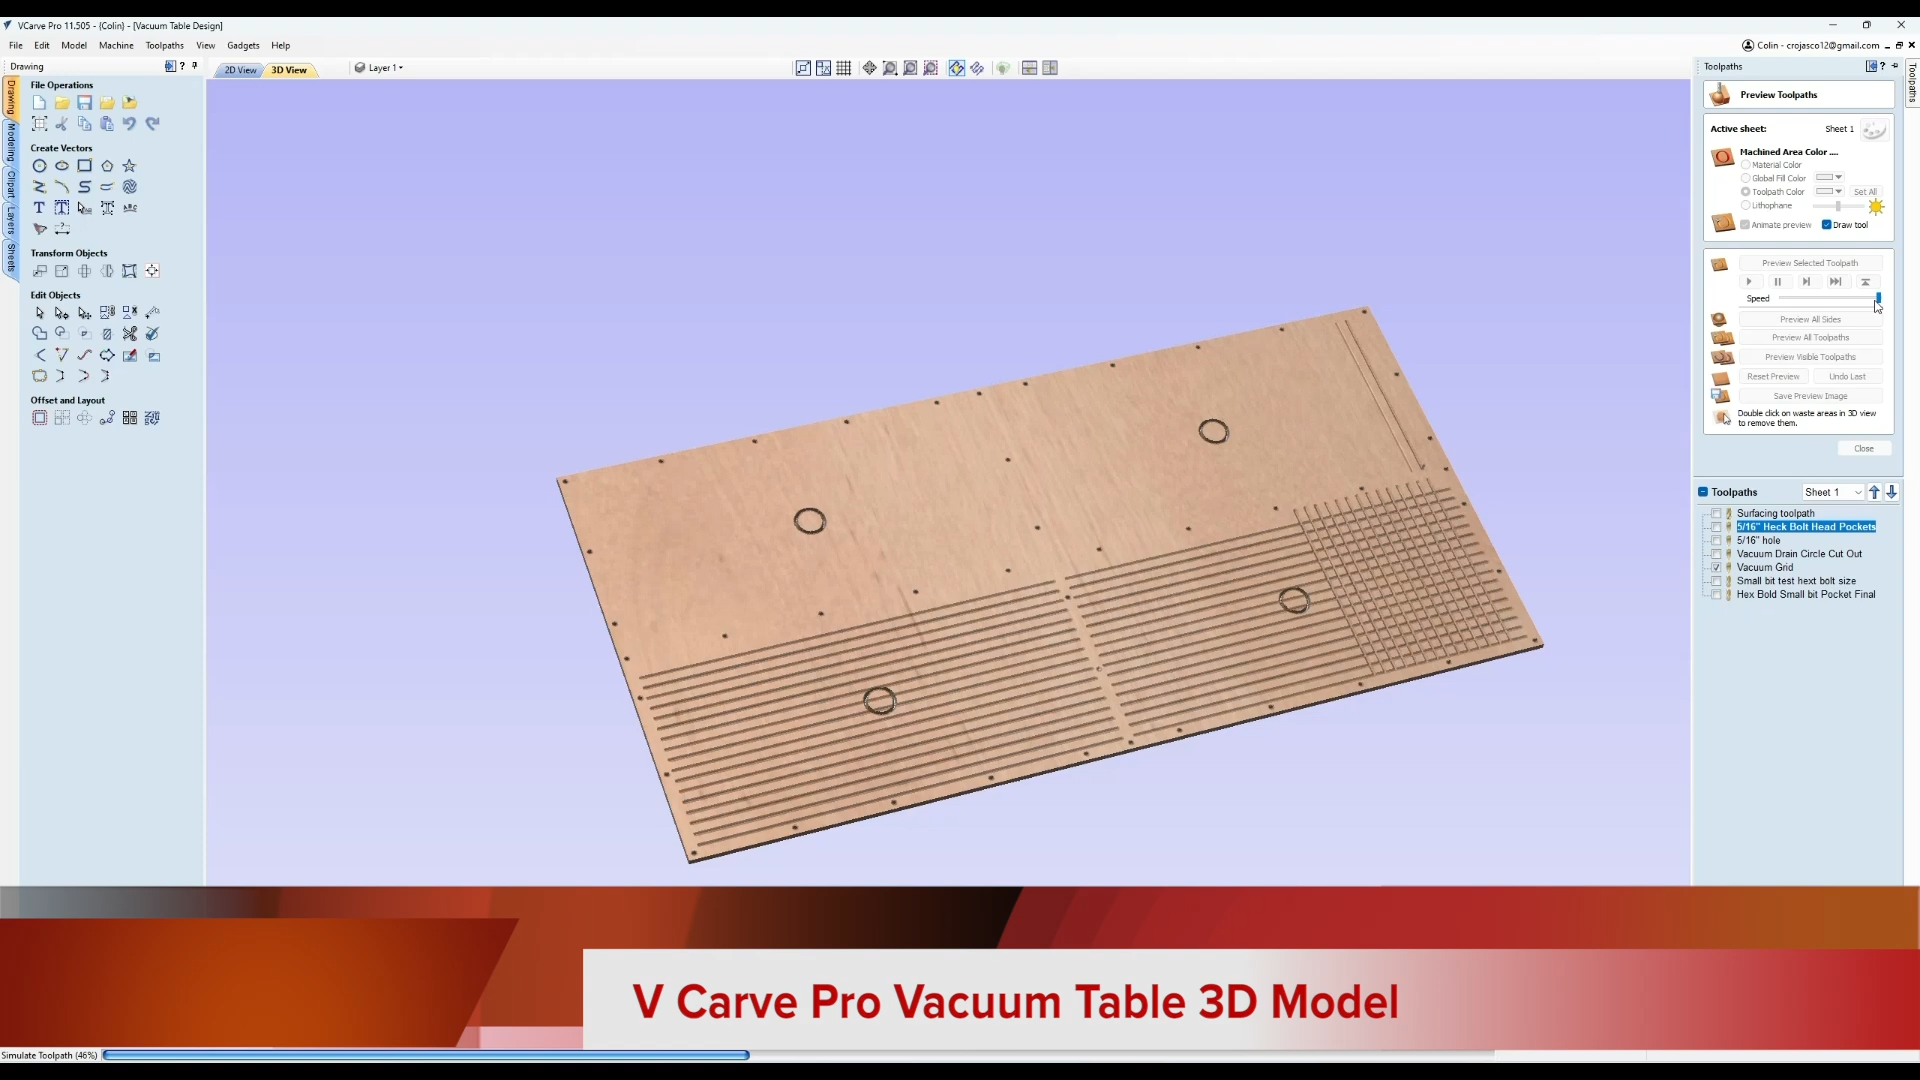 VCarve Pro 11.505 - {Colin} - [Vacuum Table Design]
File Edit Model Machine Toolpaths View Gadgets Help
Colin - crojasco12@gmail.com
Drawing
2D View 3D View Layer 1
Toolpaths
Drawing
Modeling
Clipart
Layers
Sheets
File Operations
Create Vectors
Transform Objects
Edit Objects
Offset and Layout
Toolpaths
Preview Toolpaths
Active sheet: Sheet 1
Machined Area Color ....
Material Color
Global Fill Color
Toolpath Color Set All
Lithophane
Animate preview Draw tool
Preview Selected Toolpath
Speed
Preview All Sides
Preview All Toolpaths
Preview Visible Toolpaths
Reset Preview Undo Last
Save Preview Image
Double click on waste areas in 3D view
to remove them.
Close
Toolpaths Sheet 1
Surfacing toolpath
5/16" Heck Bolt Head Pockets
5/16" hole
Vacuum Drain Circle Cut Out
Vacuum Grid
Small bit test hext bolt size
Hex Bold Small bit Pocket Final
V Carve Pro Vacuum Table 3D Model
Simulate Toolpath (46%)